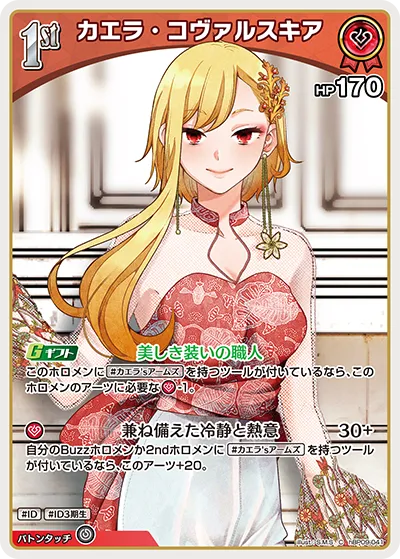 1st カエラ・コヴァルスキア
HP170
Gギフト 美しき装いの職人
このホロメンに #カエラ'sアームズ を持つツールが付いているなら、こ
のホロメンのアーツに必要な -1。
兼ね備えた冷静と熱意 30+
自分のBuzzホロメンか2ndホロメンに #カエラ'sアームズ を持つツール
が付いているなら、このアーツ+20。
#ID #ID3期生
バトンタッチ
illust.: S.M.S C hBP09-041